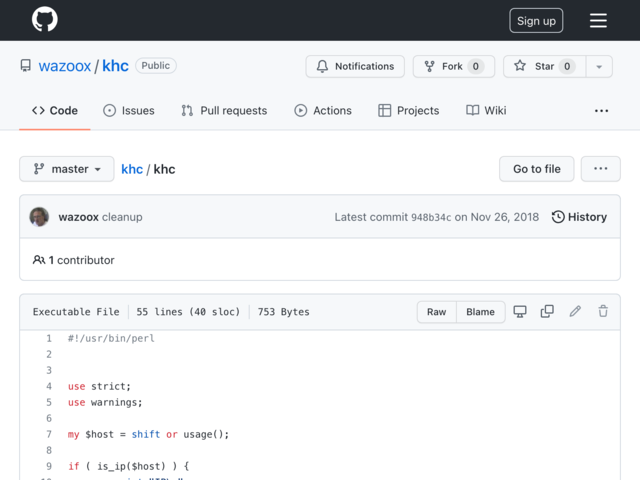 Sign up
wazoox / khc Public
Notifications Fork 0 Star 0
Code Issues Pull requests Actions Projects Wiki
master khc / khc Go to file
wazoox cleanup Latest commit 948b34c on Nov 26, 2018 History
1 contributor
Executable File 55 lines (40 sloc) 753 Bytes Raw Blame
1 #!/usr/bin/perl
2
3
4 use strict;
5 use warnings;
6
7 my $host = shift or usage();
8
9 if ( is_ip($host) ) {